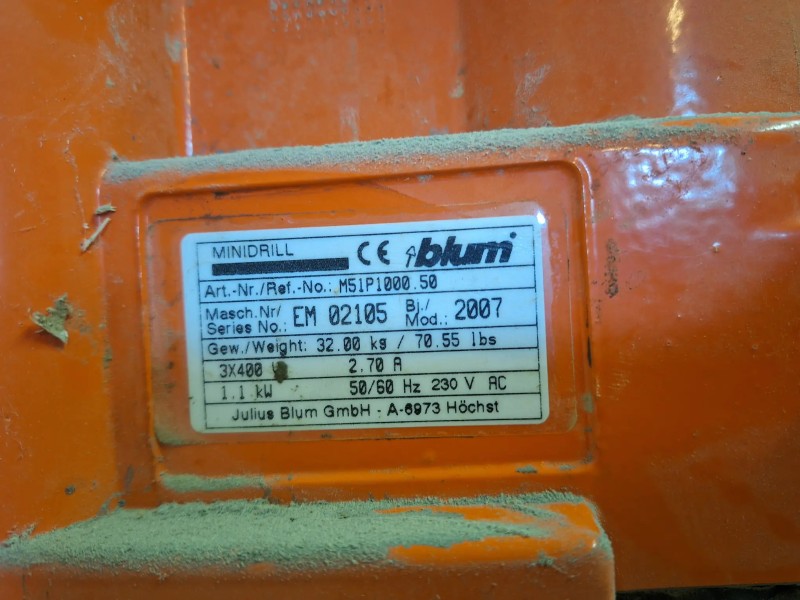 MINIDRILL CE blum
Art.-Nr./Ref.-No.: M51P1000.50
Masch.Nr/ Series No.: EM 02105 Bj./ Mod.: 2007
Gew./Weight: 32.00 kg / 70.55 lbs
3X400 2.70 A
1.1 kW 50/60 Hz 230 V AC
Julius Blum GmbH - A-6973 Höchst